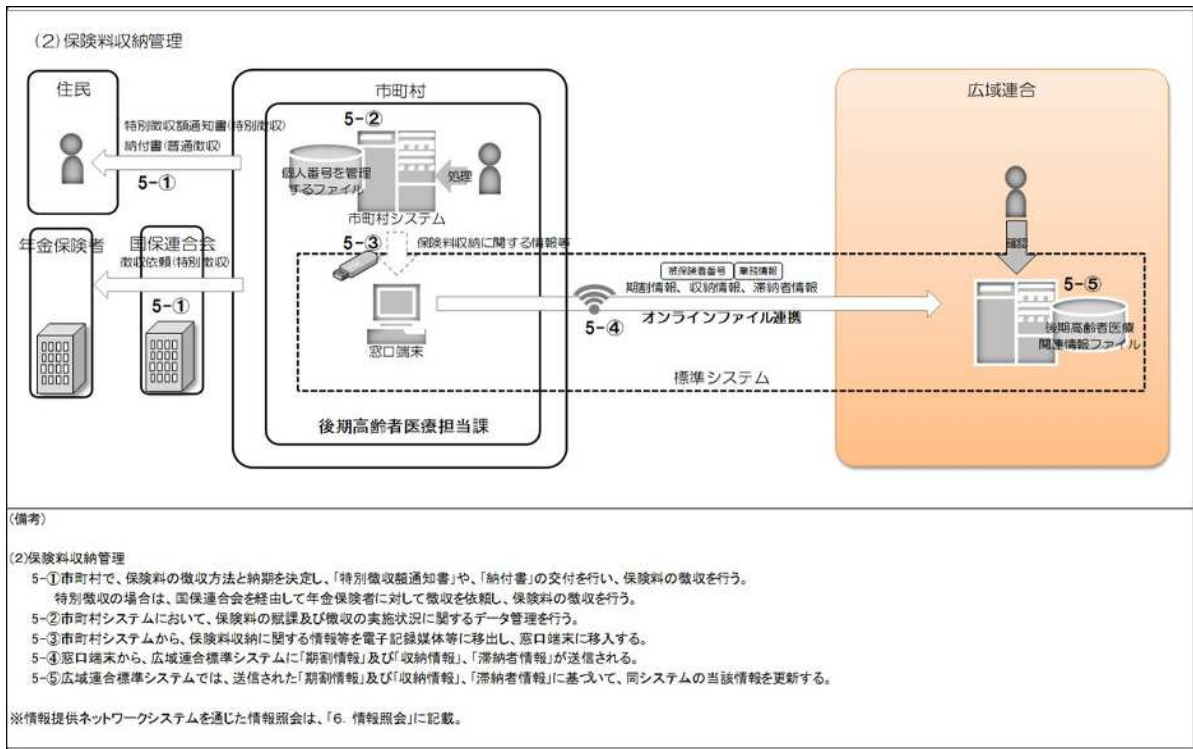 (2)保険料収納管理
住民
市町村
広域連合
特別徴収額通知書(特別徴収)
納付書(普通徴収)
5-①
5-②
個人番号を管理
するファイル
処理
市町村システム
年金保険者
国保連合会
徴収依頼(特別徴収)
5-①
5-③
保険料収納に関する情報等
確認
被保険者番号 業務情報
期割情報、収納情報、滞納者情報
5-④
オンラインファイル連携
5-⑤
後期高齢者医療
関連情報ファイル
窓口端末
標準システム
後期高齢者医療担当課
(備考)
(2)保険料収納管理
5-①市町村で、保険料の徴収方法と納期を決定し、「特別徴収額通知書」や、「納付書」の交付を行い、保険料の徴収を行う。
特別徴収の場合は、国保連合会を経由して年金保険者に対して徴収を依頼し、保険料の徴収を行う。
5-②市町村システムにおいて、保険料の賦課及び徴収の実施状況に関するデータ管理を行う。
5-③市町村システムから、保険料収納に関する情報等を電子記録媒体等に移出し、窓口端末に移入する。
5-④窓口端末から、広域連合標準システムに「期割情報」及び「収納情報」、「滞納者情報」が送信される。
5-⑤広域連合標準システムでは、送信された「期割情報」及び「収納情報」、「滞納者情報」に基づいて、同システムの当該情報を更新する。
※情報提供ネットワークシステムを通じた情報照会は、「6．情報照会」に記載。